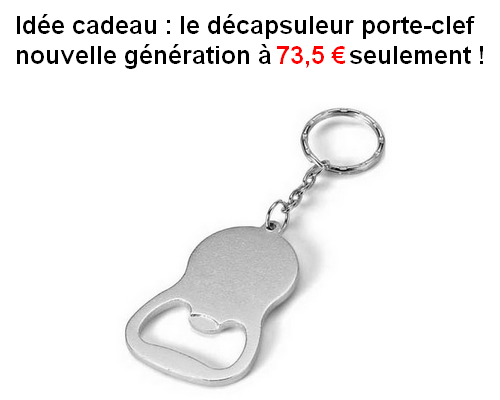 Idée cadeau : le décapsuleur porte-clef
nouvelle génération à 73,5 € seulement !